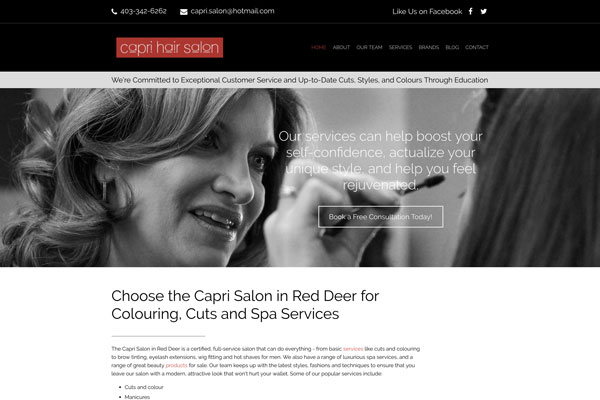 403-342-6262
capri.salon@hotmail.com
Like Us on Facebook
capri hair salon
HOME ABOUT OUR TEAM SERVICES BRANDS BLOG CONTACT
We're Committed to Exceptional Customer Service and Up-to-Date Cuts, Styles, and Colours Through Education
Our services can help boost your
self-confidence, actualize your
unique style, and help you feel
rejuvenated.
Book a Free Consultation Today!
Choose the Capri Salon in Red Deer for
Colouring, Cuts and Spa Services
The Capri Salon in Red Deer is a certified, full-service salon that can do everything - from basic services like cuts and colouring
to brow tinting, eyelash extensions, wig fitting and hot shaves for men. We also have a range of luxurious spa services, and a
range of great beauty products for sale. Our team keeps up with the latest styles, fashions and techniques to ensure that you
leave our salon with a modern, attractive look that won't hurt your wallet. Some of our popular services include:
• Cuts and colour
• Manicures